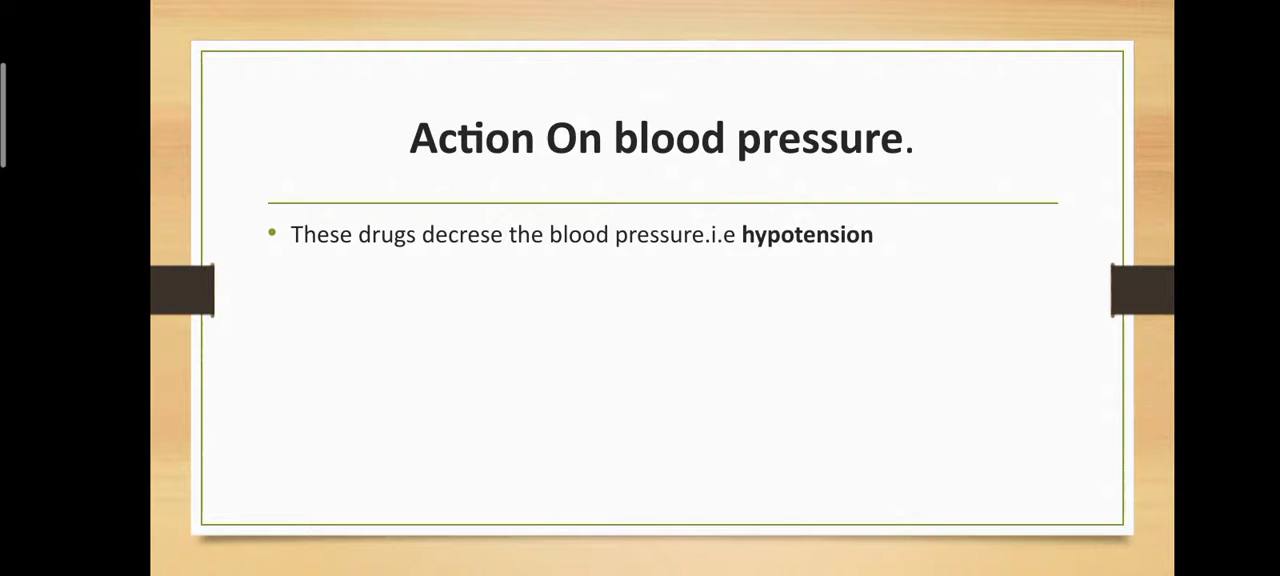 Action On blood pressure.
• These drugs decrese the blood pressure.i.e hypotension